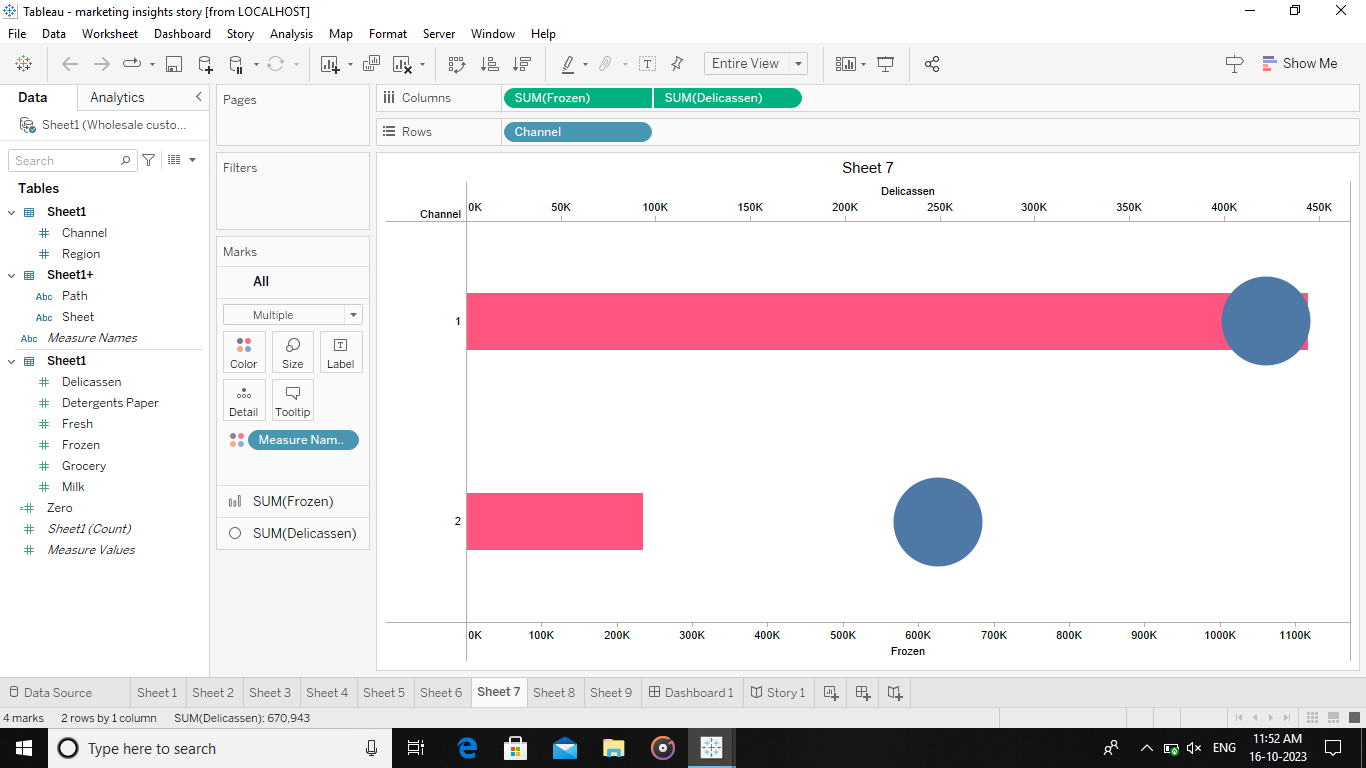 Tableau - marketing insights story [from LOCALHOST]
File Data Worksheet Dashboard Story Analysis Map Format Server Window Help
Entire View
Show Me
Data Analytics
Sheet1 (Wholesale custo...
Search
Tables
Sheet1
Channel
Region
Sheet1+
Abc Path
Abc Sheet
Abc Measure Names
Sheet1
Delicassen
Detergents Paper
Fresh
Frozen
Grocery
Milk
Zero
Sheet1 (Count)
Measure Values
Pages
Filters
Marks
All
Multiple
Color Size Label
Detail Tooltip
Measure Nam..
SUM(Frozen)
SUM(Delicassen)
Columns SUM(Frozen) SUM(Delicassen)
Rows Channel
Sheet 7
Delicassen
Channel 0K 50K 100K 150K 200K 250K 300K 350K 400K 450K
1
2
0K 100K 200K 300K 400K 500K 600K 700K 800K 900K 1000K 1100K
Frozen
Data Source Sheet 1 Sheet 2 Sheet 3 Sheet 4 Sheet 5 Sheet 6 Sheet 7 Sheet 8 Sheet 9 Dashboard 1 Story 1
4 marks 2 rows by 1 column SUM(Delicassen): 670,943
Type here to search
ENG
11:52 AM
16-10-2023